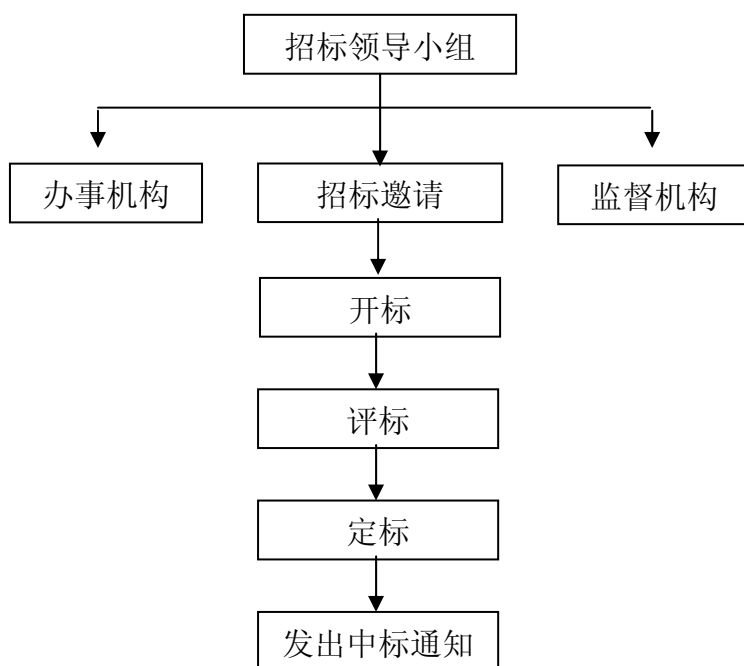 招标领导小组
办事机构
招标邀请
监督机构
开标
评标
定标
发出中标通知